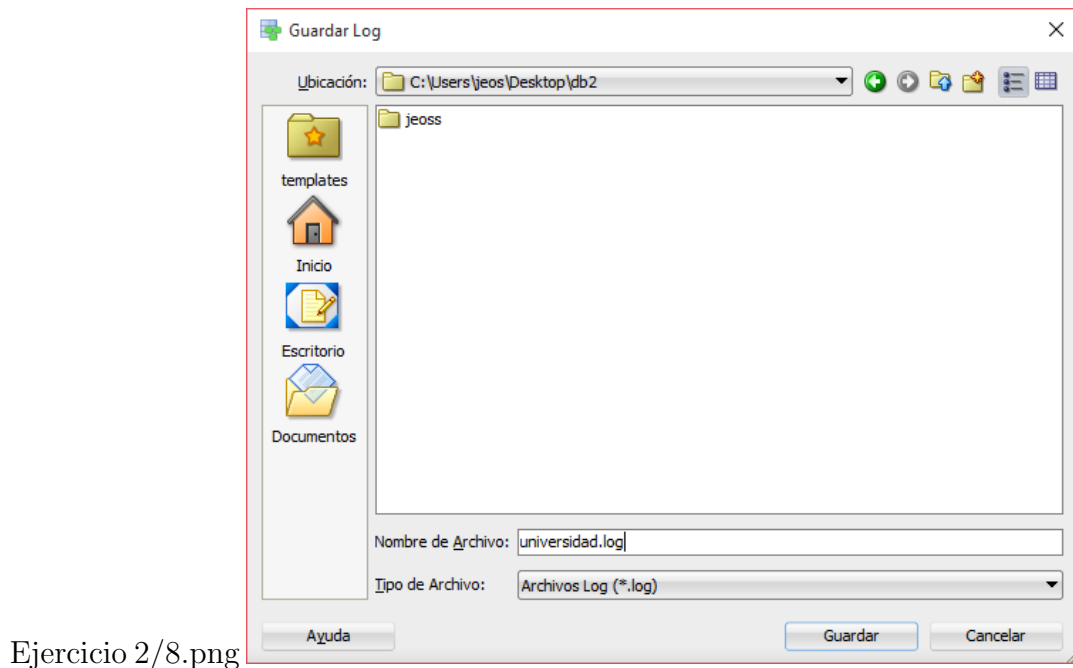 Guardar Log
Ubicación: C:\Users\jeos\Desktop\db2
jeoss
templates
Inicio
Escritorio
Documentos
Nombre de Archivo: universidad.log
Tipo de Archivo: Archivos Log (*.log)
Ayuda Guardar Cancelar
Ejercicio 2/8.png